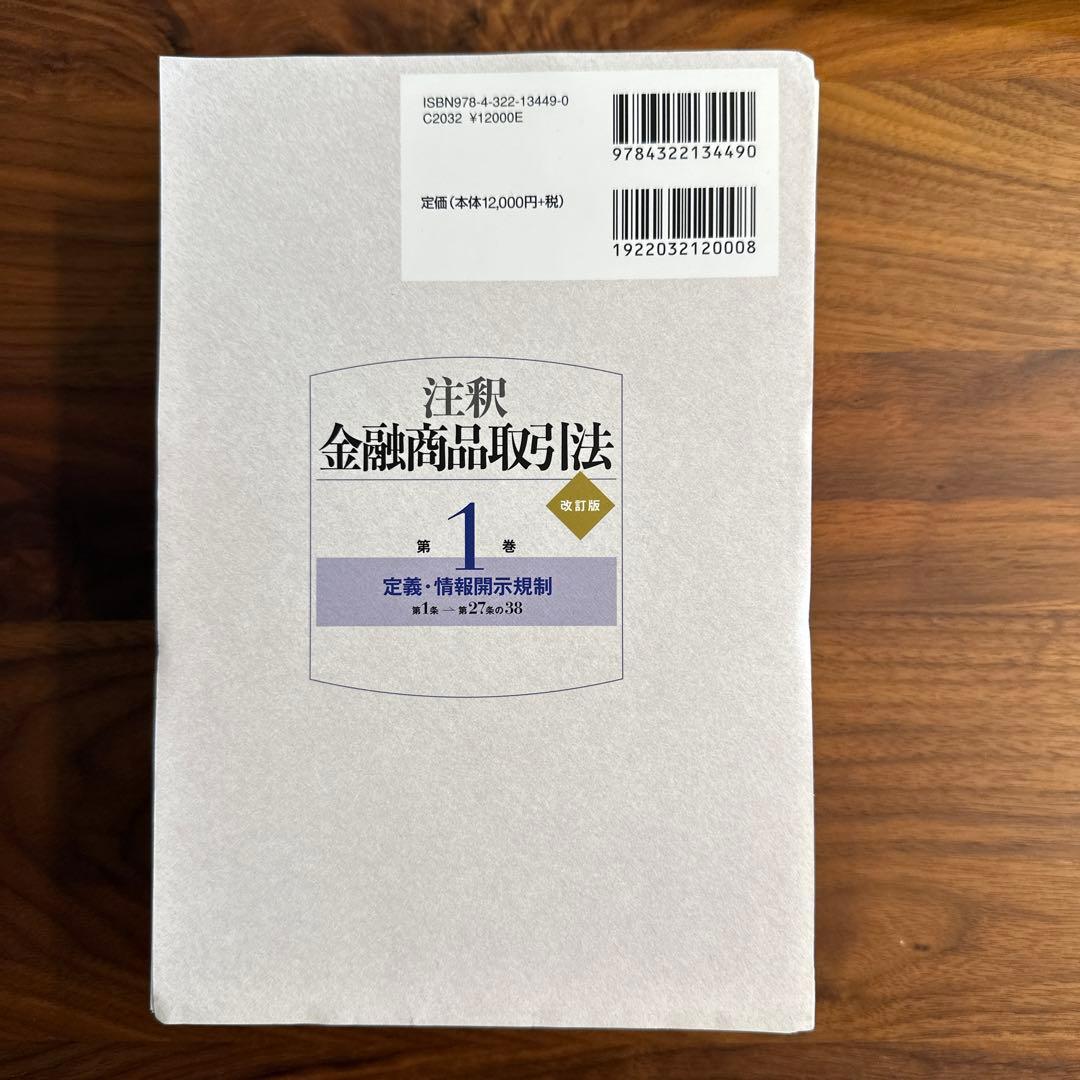 ISBN978-4-322-13449-0
C2032 ¥12000E
9784322134490
定価(本体12,000円+税)
1922032120008
注釈
金融商品取引法
改訂版
第1巻
定義・情報開示規制
第1条―第27条の38